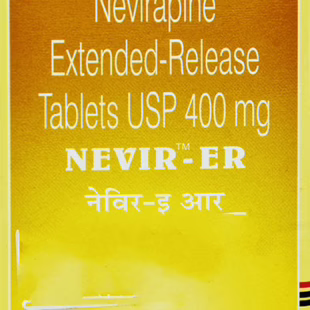 Nevirapine
Extended-Release
Tablets USP 400 mg
NEVIR™-ER
नेविर-इ आर